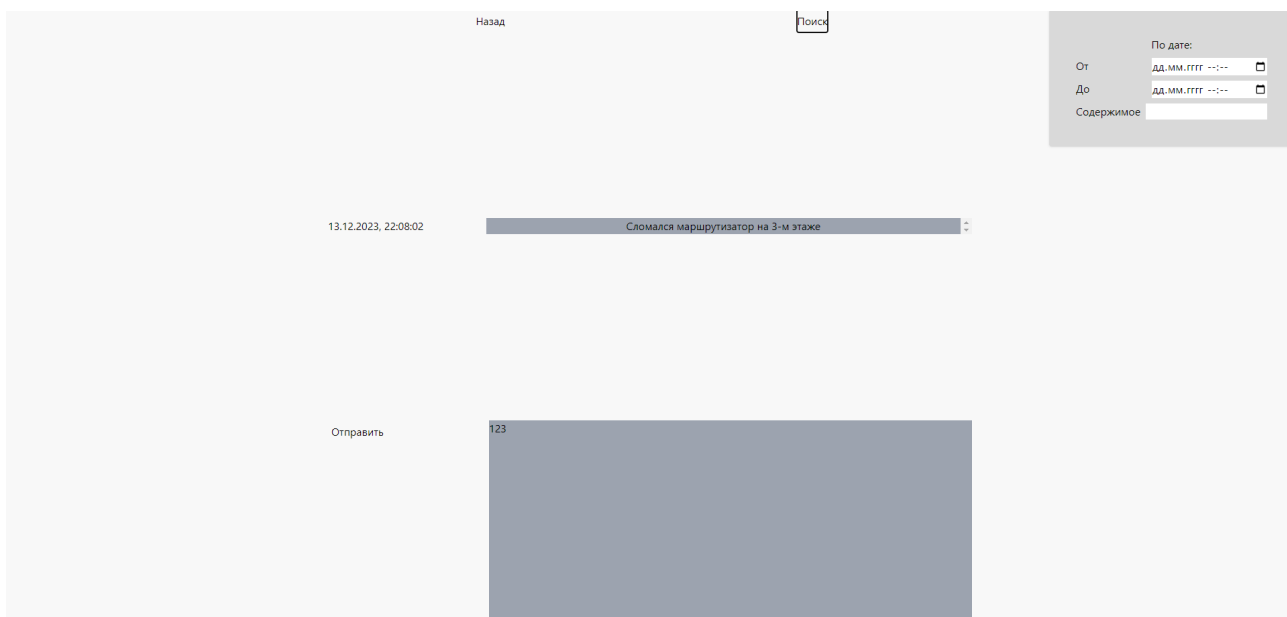 Назад
Поиск
По дате:
От дд.мм.гггг --:--
До дд.мм.гггг --:--
Содержимое
13.12.2023, 22:08:02
Сломался маршрутизатор на 3-м этаже
Отправить
123